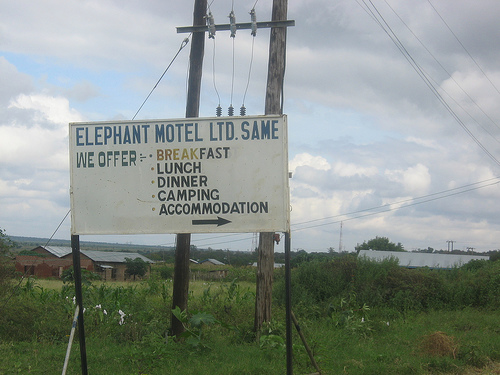 ELEPHANT MOTEL LTD. SAME
WE OFFER:- · BREAKFAST
· LUNCH
· DINNER
· CAMPING
· ACCOMMODATION